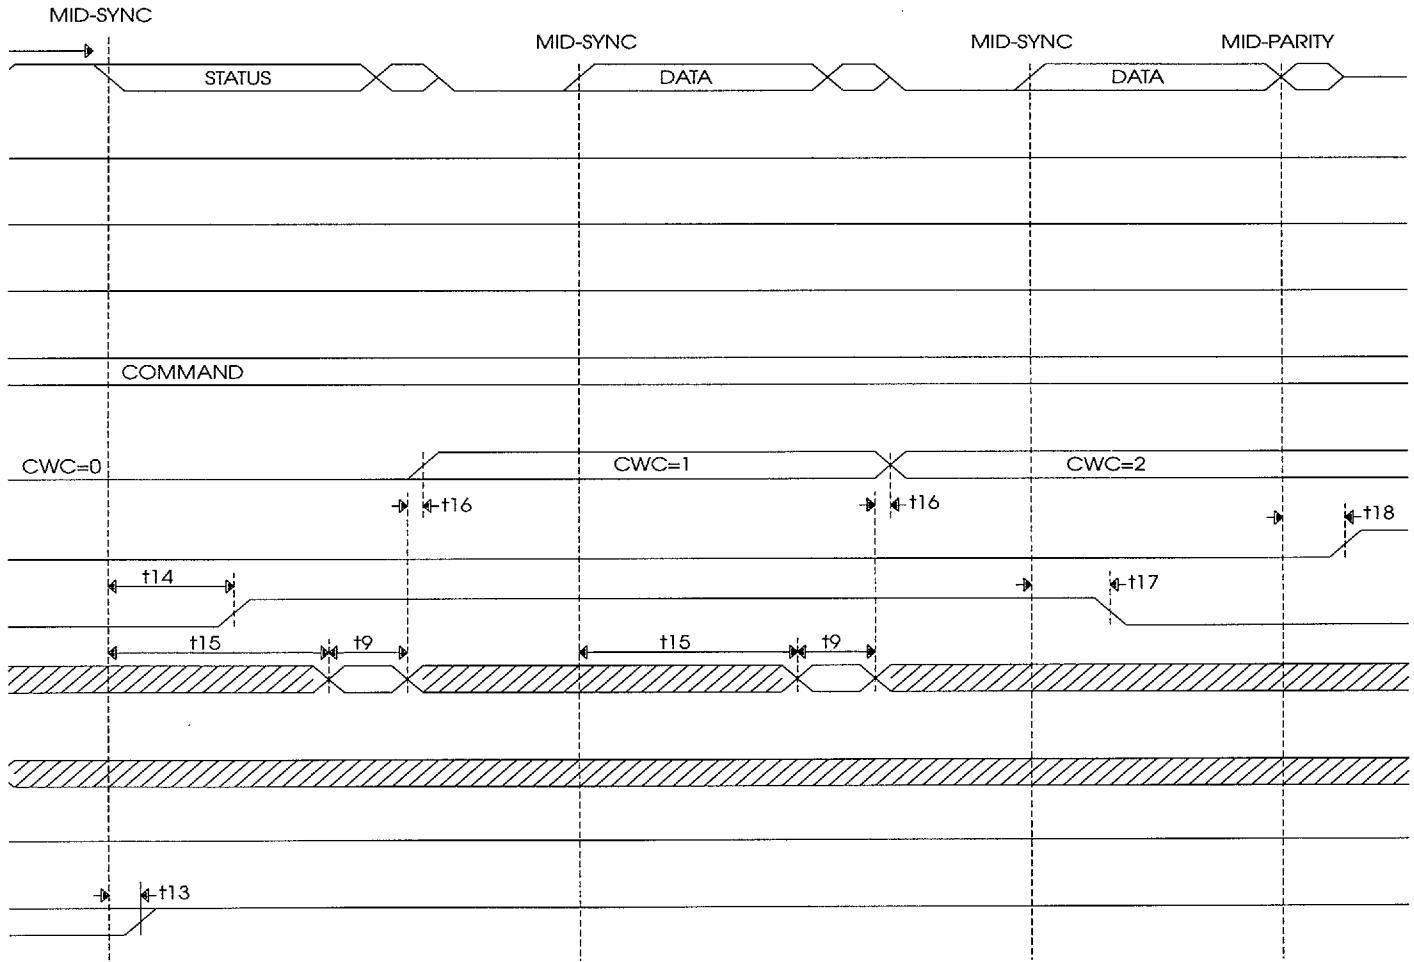 MID-SYNC
MID-SYNC MID-SYNC MID-PARITY
STATUS DATA DATA
COMMAND
CWC=0 CWC=1 CWC=2
t16 t16 t18
t14 t17
t15 t9 t15 t9
t13